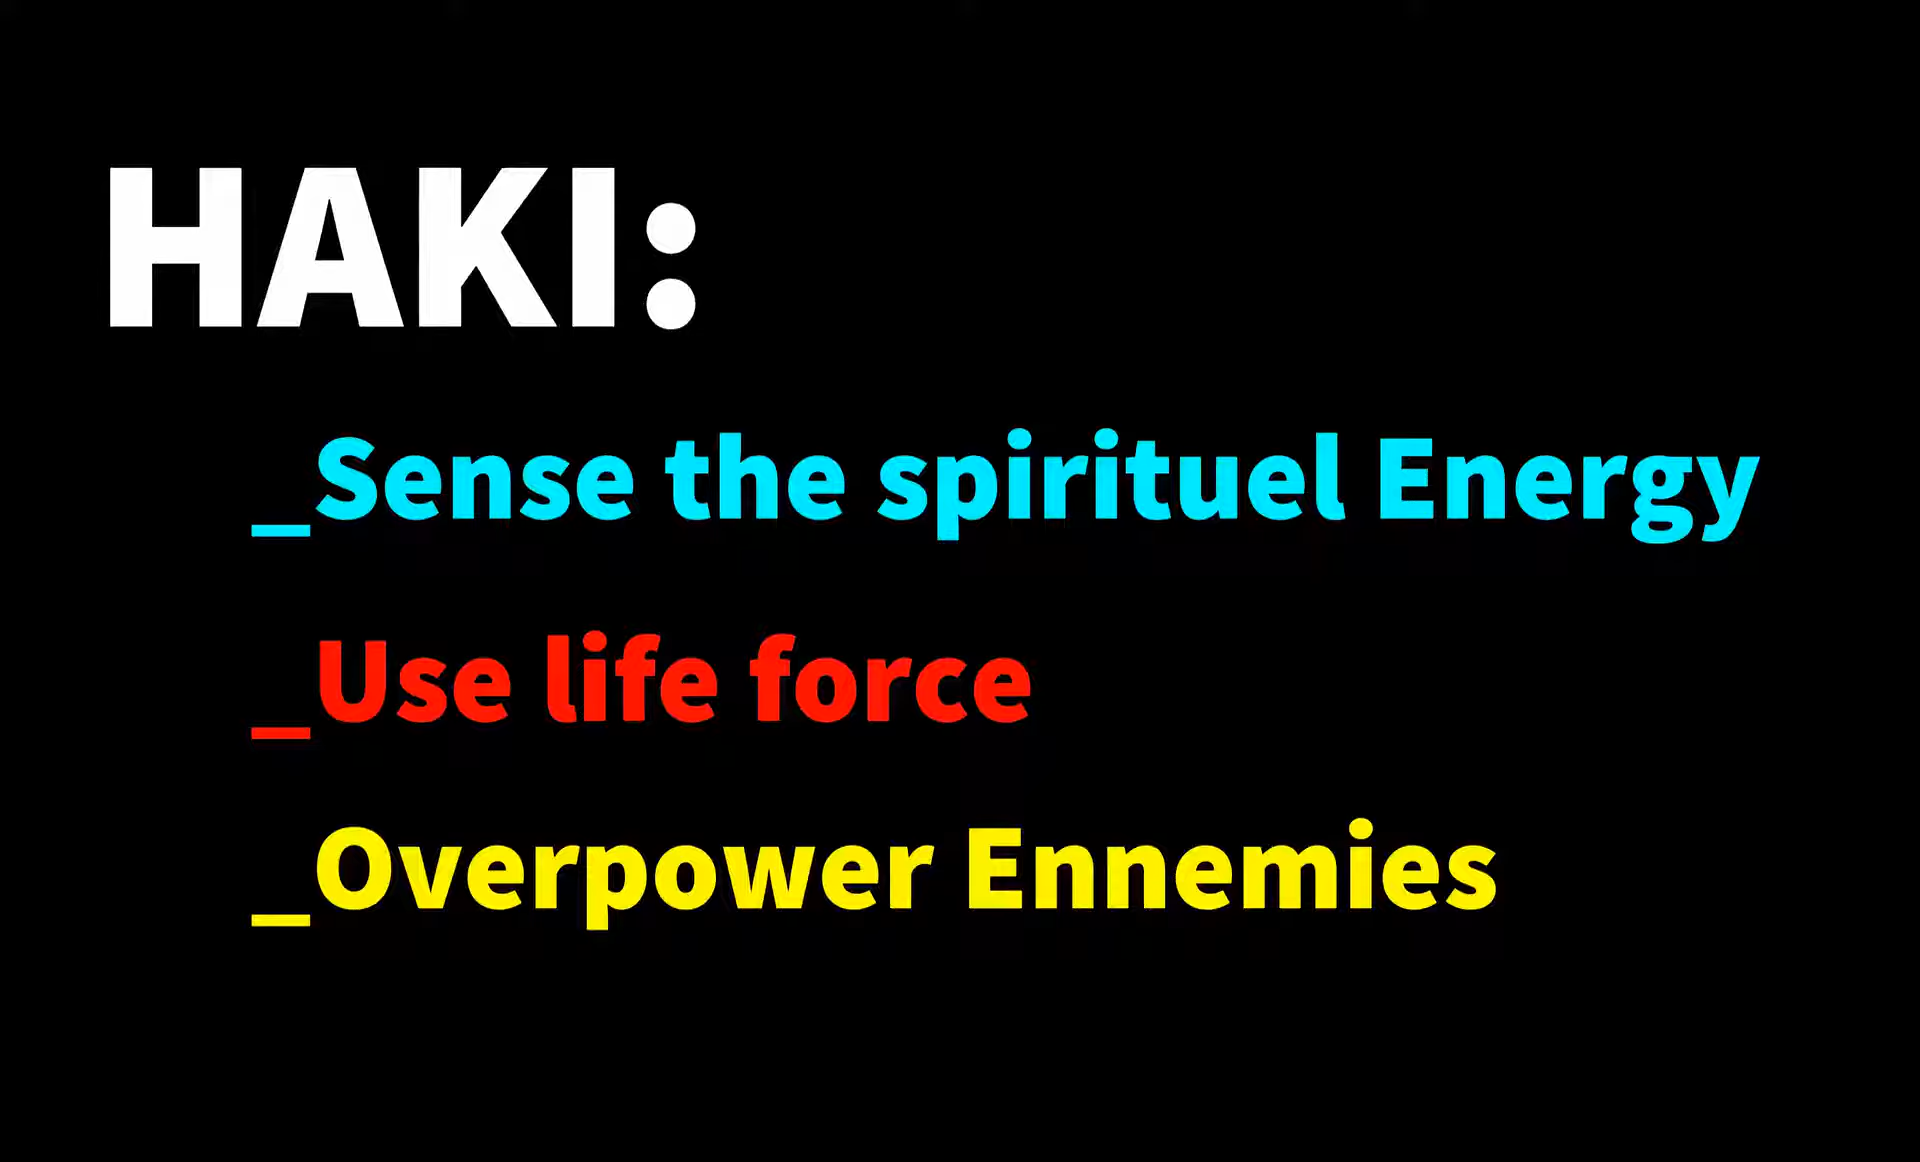 HAKI:
_Sense the spirituel Energy
_Use life force
_Overpower Ennemies